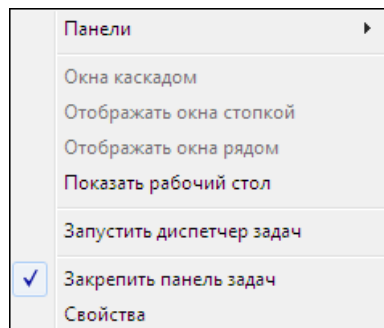 Панели
Окна каскадом
Отображать окна стопкой
Отображать окна рядом
Показать рабочий стол
Запустить диспетчер задач
Закрепить панель задач
Свойства